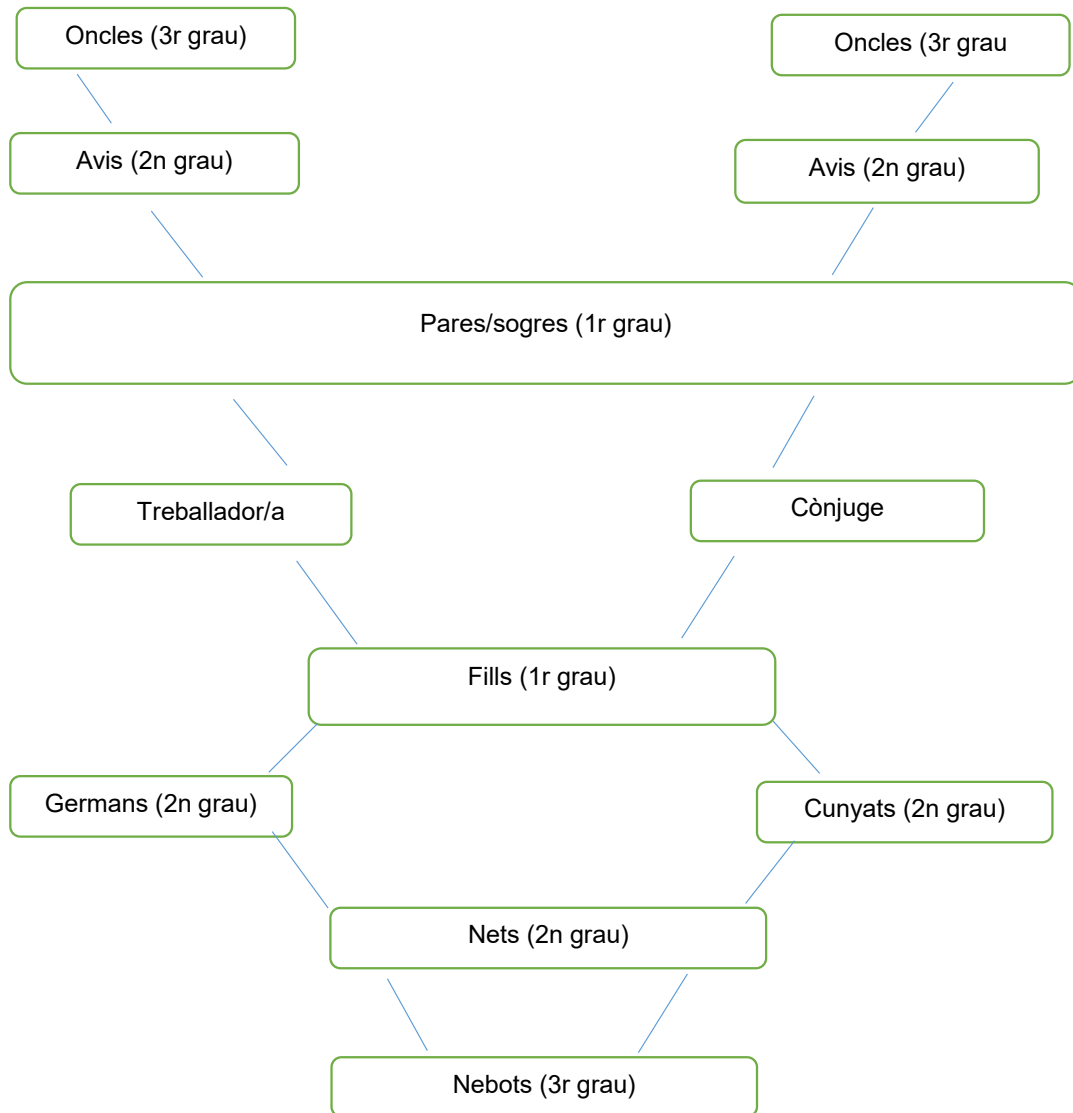 Oncles (3r grau)
Oncles (3r grau
Avis (2n grau)
Avis (2n grau)
Pares/sogres (1r grau)
Treballador/a
Cònjuge
Fills (1r grau)
Germans (2n grau)
Cunyats (2n grau)
Nets (2n grau)
Nebots (3r grau)